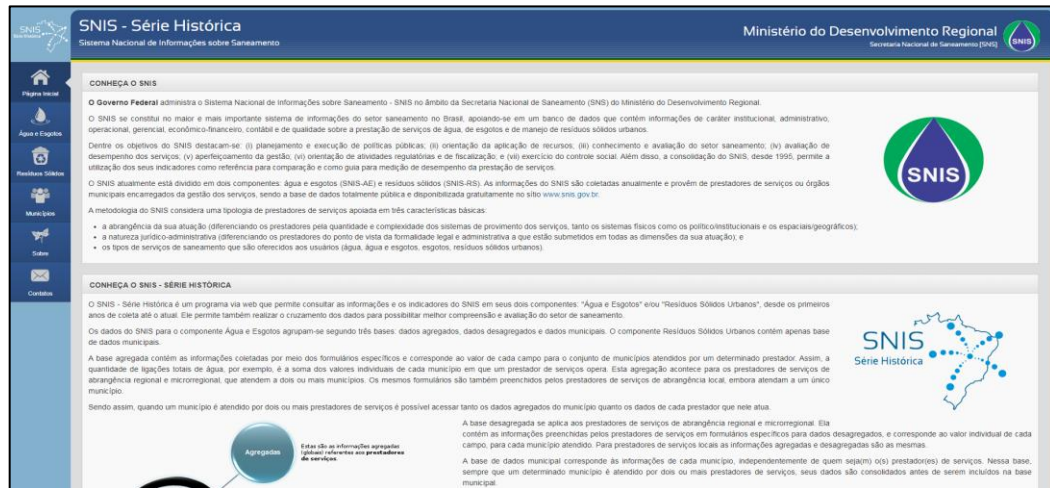 SNIS
Série Histórica
SNIS - Série Histórica
Sistema Nacional de Informações sobre Saneamento
Ministério do Desenvolvimento Regional
Secretaria Nacional de Saneamento [SNS]
SNIS
Página Inicial
Água e Esgotos
Resíduos Sólidos
Municípios
Sobre
Contatos
CONHEÇA O SNIS
O Governo Federal administra o Sistema Nacional de Informações sobre Saneamento - SNIS no âmbito da Secretaria Nacional de Saneamento (SNS) do Ministério do Desenvolvimento Regional.
O SNIS se constitui no maior e mais importante sistema de informações do setor saneamento no Brasil, apoiando-se em um banco de dados que contém informações de caráter institucional, administrativo,
operacional, gerencial, econômico-financeiro, contábil e de qualidade sobre a prestação de serviços de água, de esgotos e de manejo de resíduos sólidos urbanos.
Dentre os objetivos do SNIS destacam-se: (i) planejamento e execução de políticas públicas; (ii) orientação da aplicação de recursos; (iii) conhecimento e avaliação do setor saneamento; (iv) avaliação de
desempenho dos serviços; (v) aperfeiçoamento da gestão; (vi) orientação de atividades regulatórias e de fiscalização; e (vii) exercício do controle social. Além disso, a consolidação do SNIS, desde 1995, permite a
utilização dos seus indicadores como referência para comparação e como guia para medição de desempenho da prestação de serviços.
O SNIS atualmente está dividido em dois componentes: água e esgotos (SNIS-AE) e resíduos sólidos (SNIS-RS). As informações do SNIS são coletadas anualmente e provêm de prestadores de serviços ou órgãos
municipais encarregados da gestão dos serviços, sendo a base de dados totalmente pública e disponibilizada gratuitamente no sítio www.snis.gov.br.
A metodologia do SNIS considera uma tipologia de prestadores de serviços apoiada em três características básicas:
• a abrangência da sua atuação (diferenciando os prestadores pela quantidade e complexidade dos sistemas de provimento dos serviços, tanto os sistemas físicos como os político/institucionais e os espaciais/geográficos);
• a natureza jurídico-administrativa (diferenciando os prestadores do ponto de vista da formalidade legal e administrativa a que estão submetidos em todas as dimensões da sua atuação); e
• os tipos de serviços de saneamento que são oferecidos aos usuários (água, água e esgotos, esgotos, resíduos sólidos urbanos).
SNIS
CONHEÇA O SNIS - SÉRIE HISTÓRICA
O SNIS - Série Histórica é um programa via web que permite consultar as informações e os indicadores do SNIS em seus dois componentes: "Água e Esgotos" e/ou "Resíduos Sólidos Urbanos", desde os primeiros
anos de coleta até o atual. Ele permite também realizar o cruzamento dos dados para possibilitar melhor compreensão e avaliação do setor de saneamento.
Os dados do SNIS para o componente Água e Esgotos agrupam-se segundo três bases: dados agregados, dados desagregados e dados municipais. O componente Resíduos Sólidos Urbanos contém apenas base
de dados municipais.
A base agregada contém as informações coletadas por meio dos formulários específicos e corresponde ao valor de cada campo para o conjunto de municípios atendidos por um determinado prestador. Assim, a
quantidade de ligações totais de água, por exemplo, é a soma dos valores individuais de cada município em que um prestador de serviços opera. Esta agregação acontece para os prestadores de serviços de
abrangência regional e microrregional, que atendem a dois ou mais municípios. Os mesmos formulários são também preenchidos pelos prestadores de serviços de abrangência local, embora atendam a um único
município.
Sendo assim, quando um município é atendido por dois ou mais prestadores de serviços é possível acessar tanto os dados agregados do município quanto os dados de cada prestador que nele atua.
SNIS
Série Histórica
Agregadas
Estas são as informações agregadas
(globais) referentes aos prestadores
de serviços.
A base desagregada se aplica aos prestadores de serviços de abrangência regional e microrregional. Ela
contém as informações preenchidas pelos prestadores de serviços em formulários específicos para dados desagregados, e corresponde ao valor individual de cada
campo, para cada município atendido. Para prestadores de serviços locais as informações agregadas e desagregadas são as mesmas.
A base de dados municipal corresponde às informações de cada município, independentemente de quem seja(m) o(s) prestador(es) de serviços. Nessa base,
sempre que um determinado município é atendido por dois ou mais prestadores de serviços, seus dados são consolidados antes de serem incluídos na base
municipal.